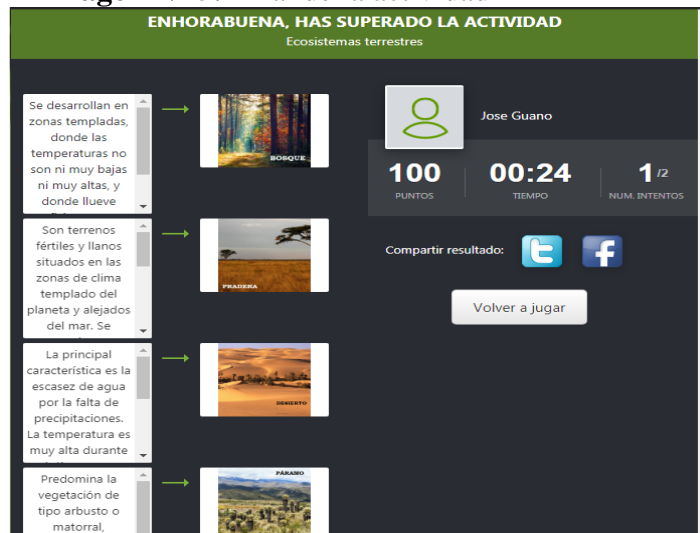 ENHORABUENA, HAS SUPERADO LA ACTIVIDAD
Ecosistemas terrestres
Se desarrollan en
zonas templadas,
donde las
temperaturas no
son ni muy bajas
ni muy altas, y
donde llueve
BOSQUE
Son terrenos
fértiles y llanos
situados en las
zonas de clima
templado del
planeta y alejados
del mar. Se
PRADERA
La principal
característica es la
escasez de agua
por la falta de
precipitaciones.
La temperatura es
muy alta durante
DESIERTO
Predomina la
vegetación de
tipo arbusto o
matorral,
PÁRAMO
Jose Guano
100
PUNTOS
00:24
TIEMPO
1 /2
NUM. INTENTOS
Compartir resultado:
Volver a jugar